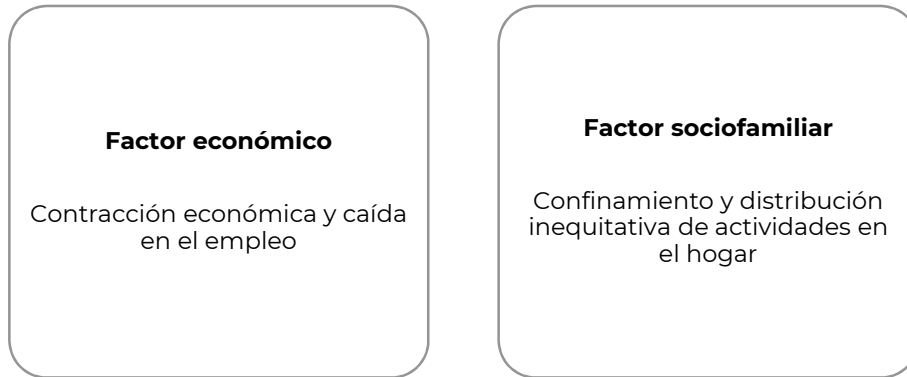 Factor económico
Contracción económica y caída
en el empleo
Factor sociofamiliar
Confinamiento y distribución
inequitativa de actividades en
el hogar